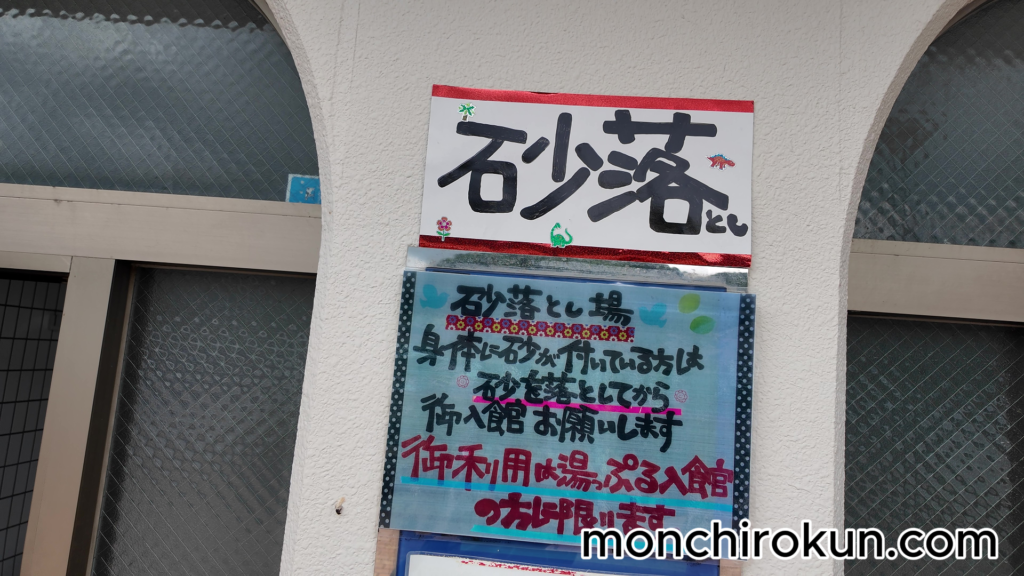 砂落とし
砂落とし場
身体に砂が付いている方は
砂を落としてから
御入館お願いします
御利用は湯っぷる入館
の方に限ります
monchirokun.com